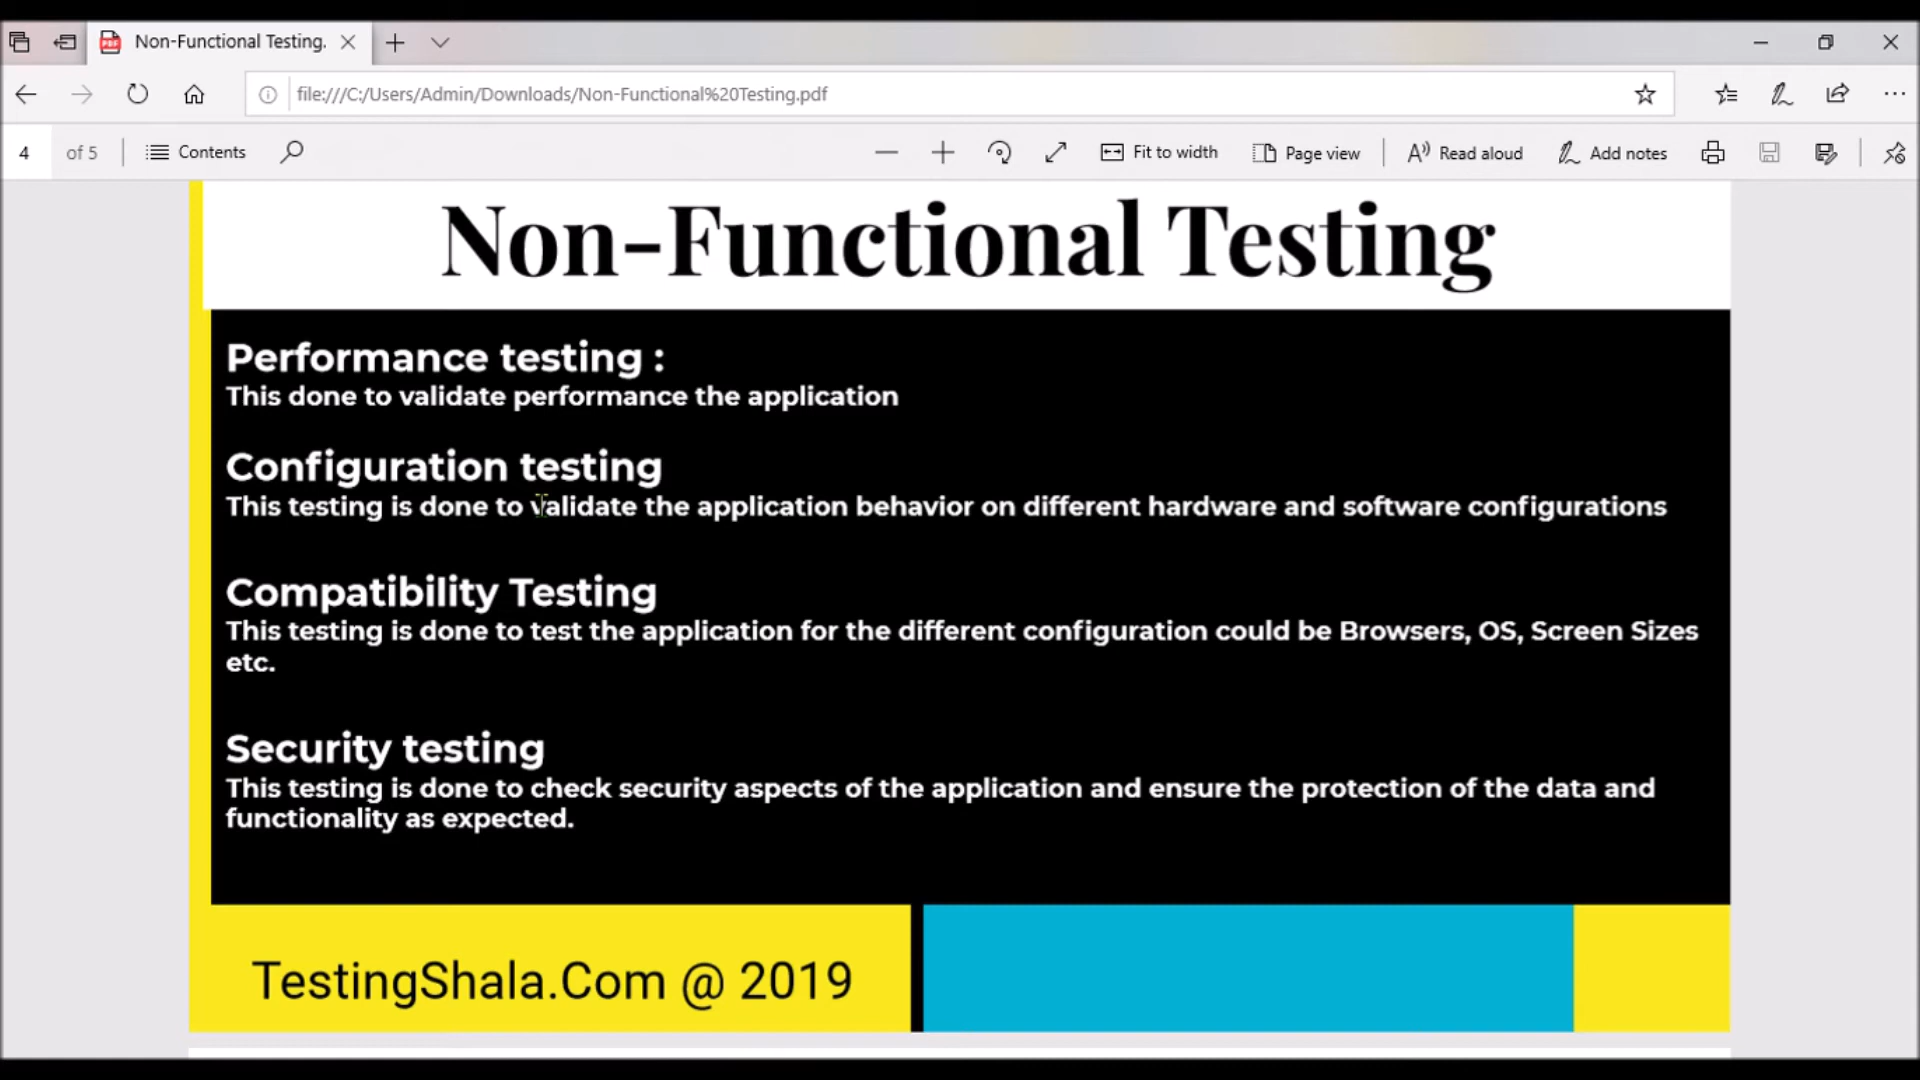 Non-Functional Testing.
file:///C:/Users/Admin/Downloads/Non-Functional%20Testing.pdf
4 of 5 Contents Fit to width Page view Read aloud Add notes
Non-Functional Testing
Performance testing :
This done to validate performance the application
Configuration testing
This testing is done to validate the application behavior on different hardware and software configurations
Compatibility Testing
This testing is done to test the application for the different configuration could be Browsers, OS, Screen Sizes
etc.
Security testing
This testing is done to check security aspects of the application and ensure the protection of the data and
functionality as expected.
TestingShala.Com @ 2019